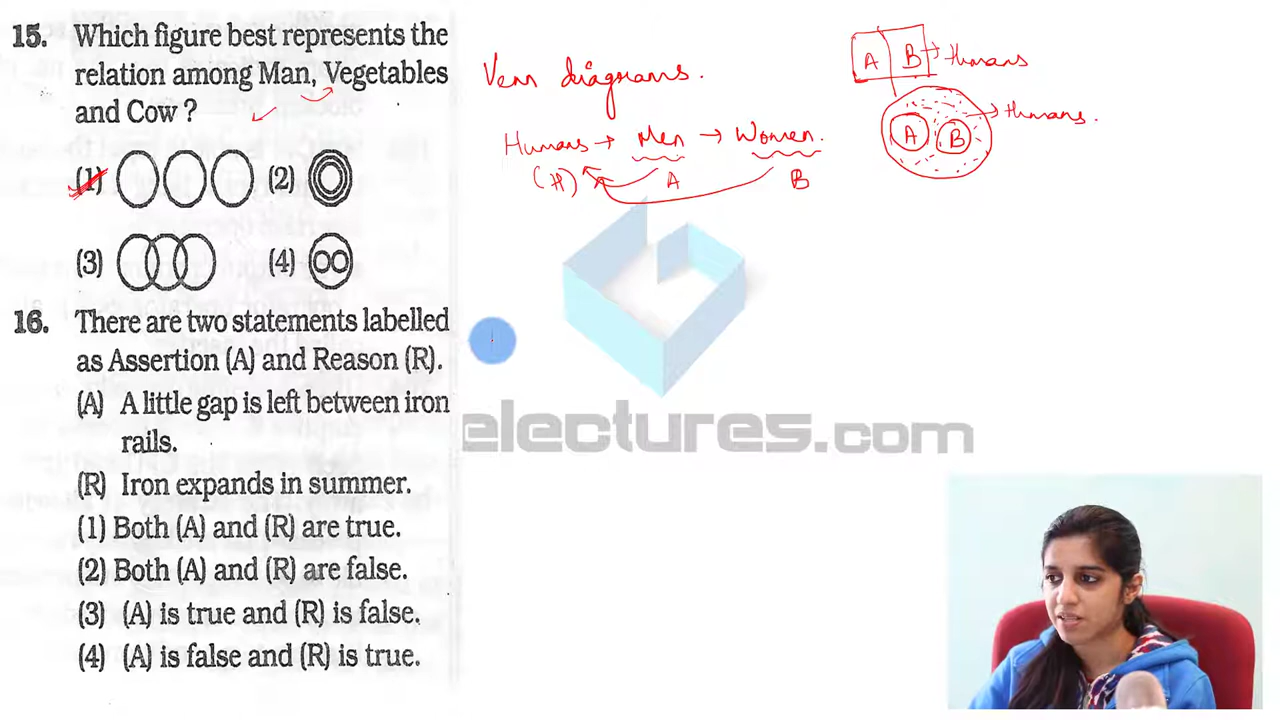 15. Which figure best represents the
relation among Man, Vegetables
and Cow ?
(1) (2)
(3) (4)
16. There are two statements labelled
as Assertion (A) and Reason (R).
(A) A little gap is left between iron
rails.
(R) Iron expands in summer.
(1) Both (A) and (R) are true.
(2) Both (A) and (R) are false.
(3) (A) is true and (R) is false.
(4) (A) is false and (R) is true.
Venn diagrams.
Humans → Men → Women.
(H) A B
A B → Humans
A B → Humans.
electures.com